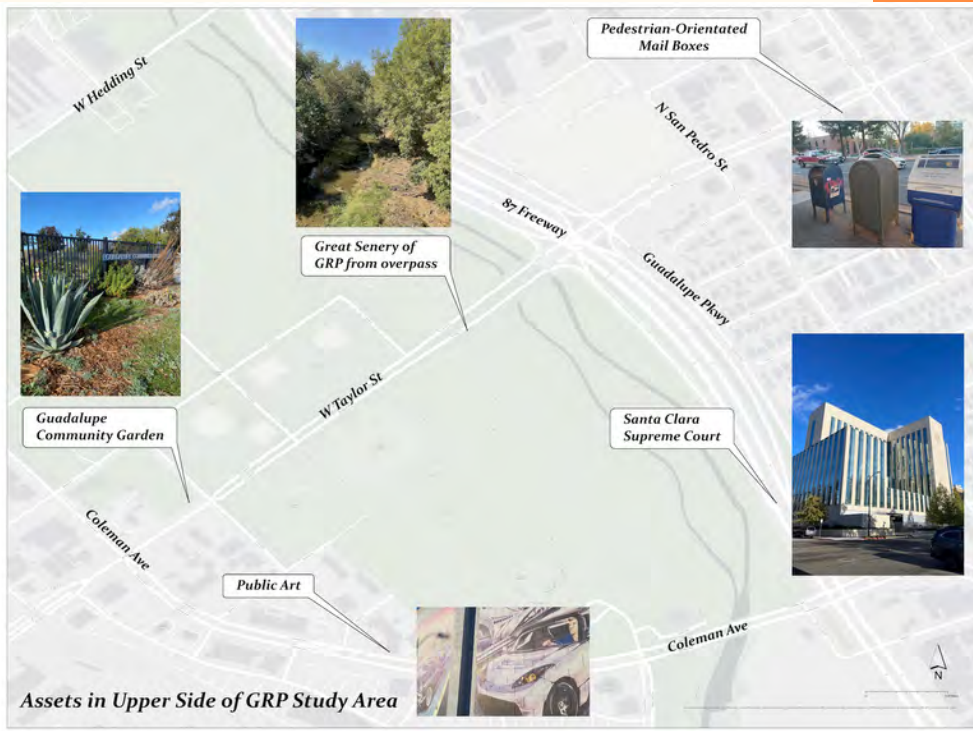 Pedestrian-Orientated
Mail Boxes
W Hedding St
N San Pedro St
87 Freeway
Great Senery of
GRP from overpass
Guadalupe Pkwy
W Taylor St
Guadalupe
Community Garden
Santa Clara
Supreme Court
Coleman Ave
Public Art
Coleman Ave
N
Assets in Upper Side of GRP Study Area